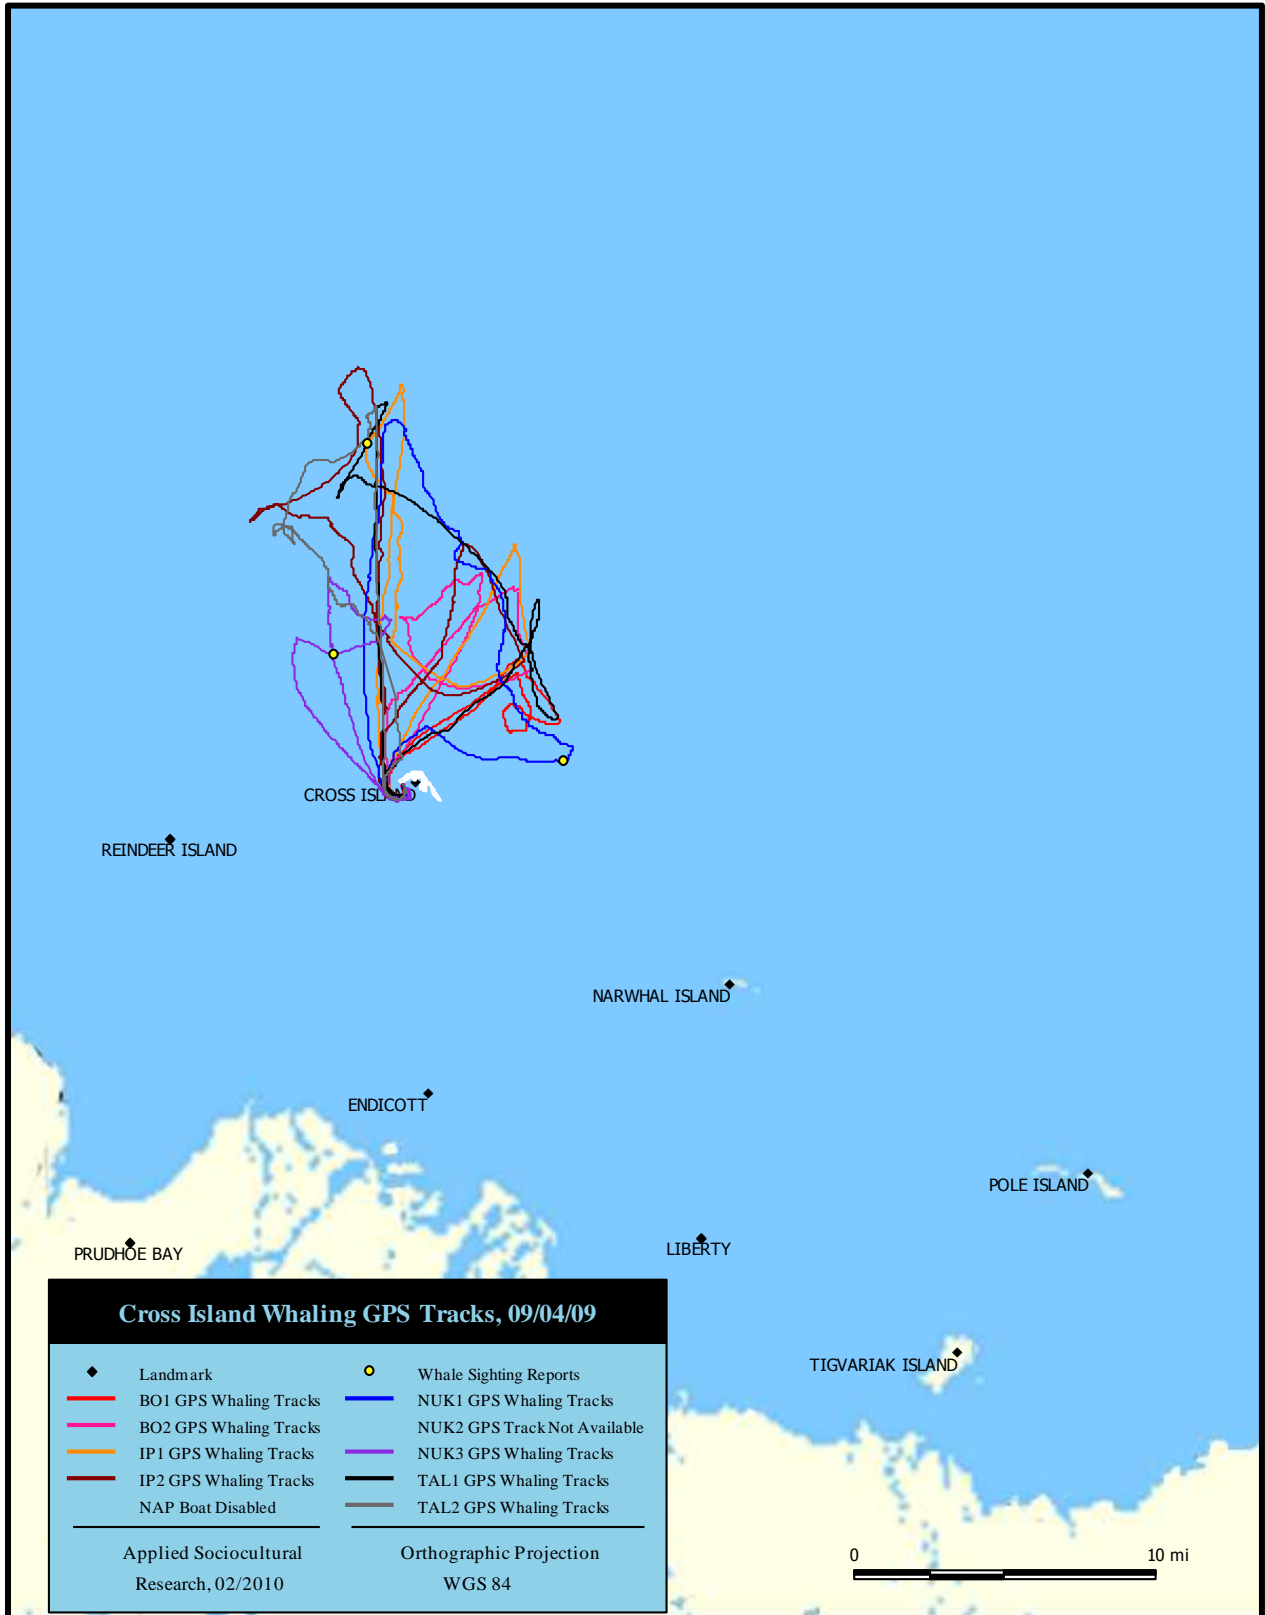 CROSS ISLAND
REINDEER ISLAND
NARWHAL ISLAND
ENDICOTT
POLE ISLAND
PRUDHOE BAY
LIBERTY
TIGVARIAK ISLAND
Cross Island Whaling GPS Tracks, 09/04/09
Landmark
BO1 GPS Whaling Tracks
BO2 GPS Whaling Tracks
IP1 GPS Whaling Tracks
IP2 GPS Whaling Tracks
NAP Boat Disabled
Whale Sighting Reports
NUK1 GPS Whaling Tracks
NUK2 GPS Track Not Available
NUK3 GPS Whaling Tracks
TAL1 GPS Whaling Tracks
TAL2 GPS Whaling Tracks
Applied Sociocultural
Research, 02/2010
Orthographic Projection
WGS 84
0 10 mi